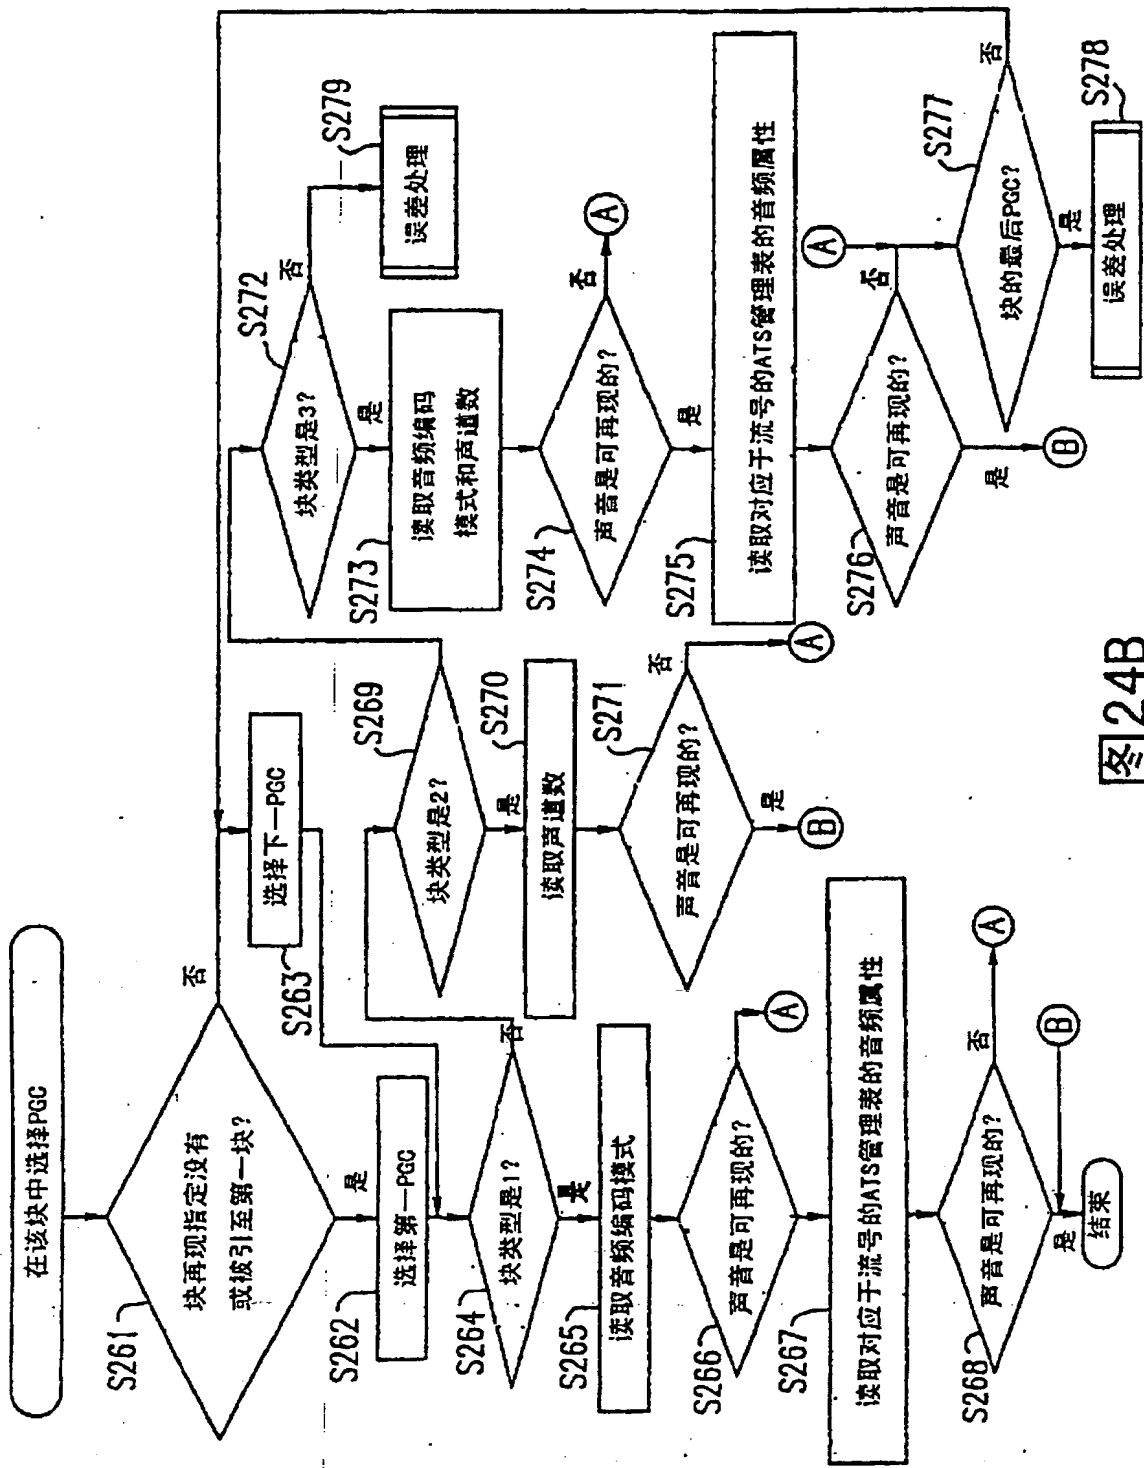 在该块中选择PGC
S261
块再现指定没有
或被引至第一块?
否
是
S262
选择第一PGC
S263
选择下一PGC
S264
块类型是1?
否
是
S265
读取音频编码模式
S266
声音是可再现的?
A
S267
读取对应于流号的ATS管理表的音频属性
S268
声音是可再现的?
否
A
B
是
结束
S269
块类型是2?
是
S270
读取声道数
S271
声音是可再现的?
否
A
是
B
S272
块类型是3?
否
S279
误差处理
是
S273
读取音频编码
模式和声道数
S274
声音是可再现的?
否
A
是
S275
读取对应于流号的ATS管理表的音频属性
S276
声音是可再现的?
否
A
是
B
S277
块的最后PGC?
否
是
S278
误差处理
图24B